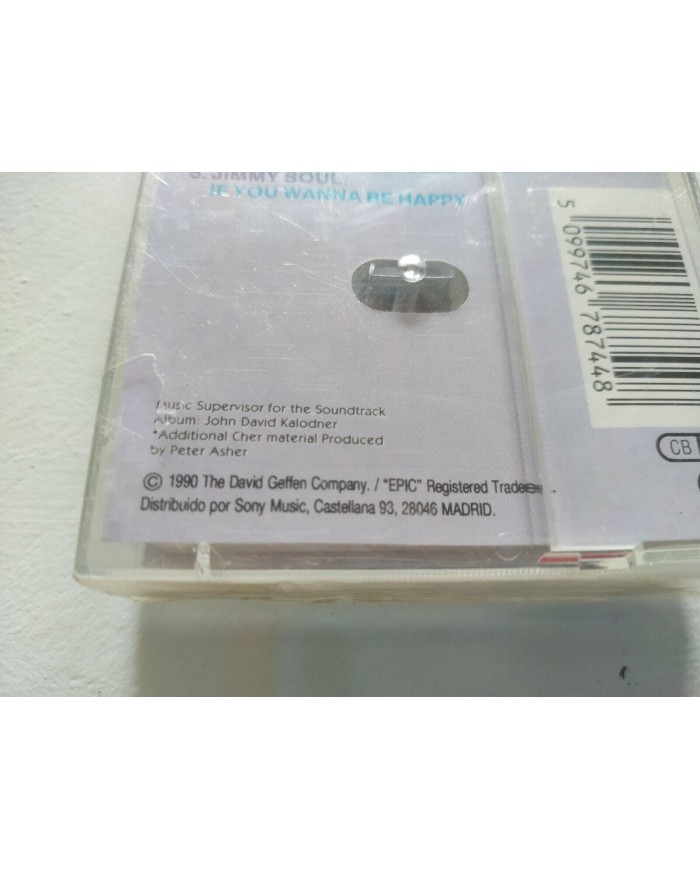 5. JIMMY SOUL
IF YOU WANNA BE HAPPY
5 099746 787448
Music Supervisor for the Soundtrack
Album: John David Kalodner
*Additional Cher material Produced
by Peter Asher
CB
© 1990 The David Geffen Company. / "EPIC" Registered Trade
Distribuido por Sony Music, Castellana 93, 28046 MADRID.